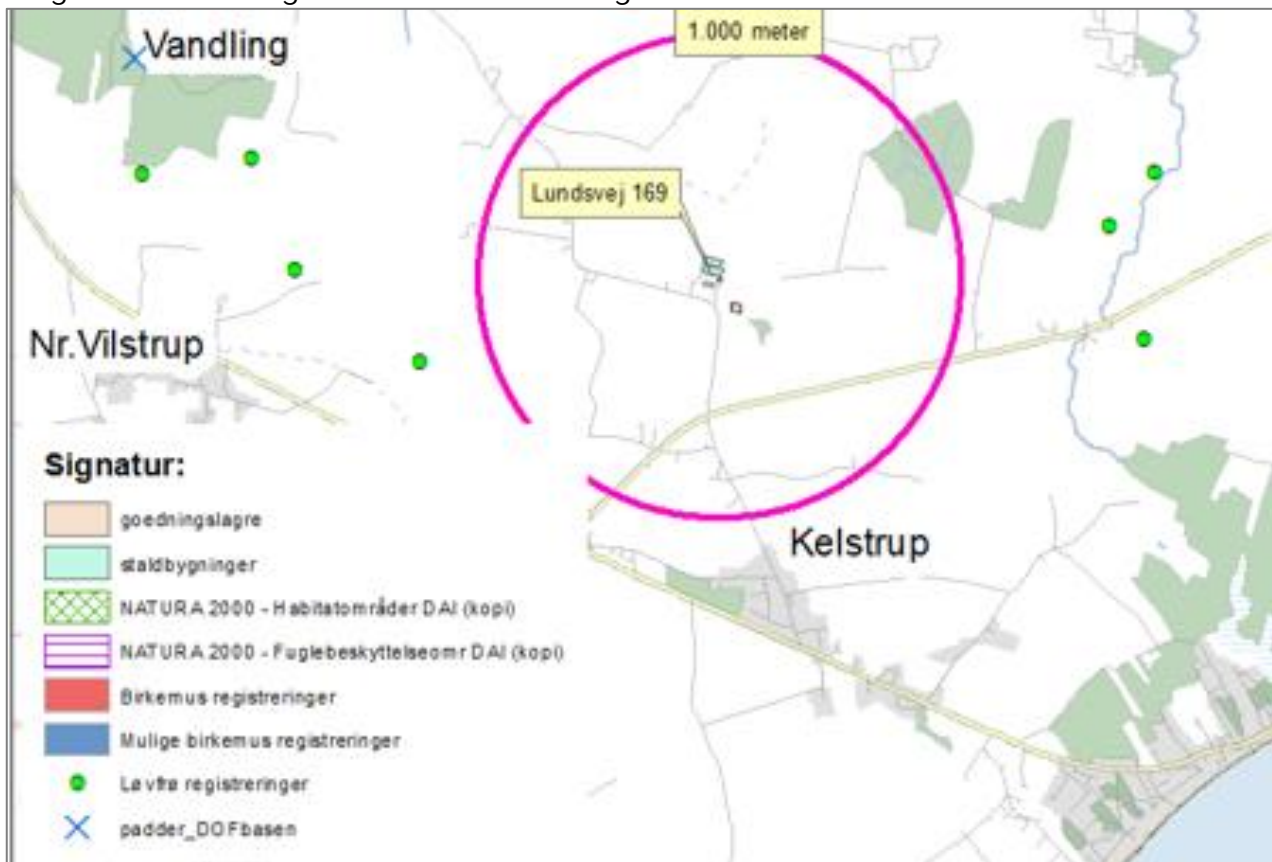 Vandling
1.000 meter
Lundsvej 169
Nr.Vilstrup
Kelstrup
Signatur:
goedningslagre
staldbygninger
NATURA 2000 - Habitatområder DAI (kopi)
NATURA 2000 - Fuglebeskyttelseomr DAI (kopi)
Birkemus registreringer
Mulige birkemus registreringer
Løvfrø registreringer
padder_DOFbasen